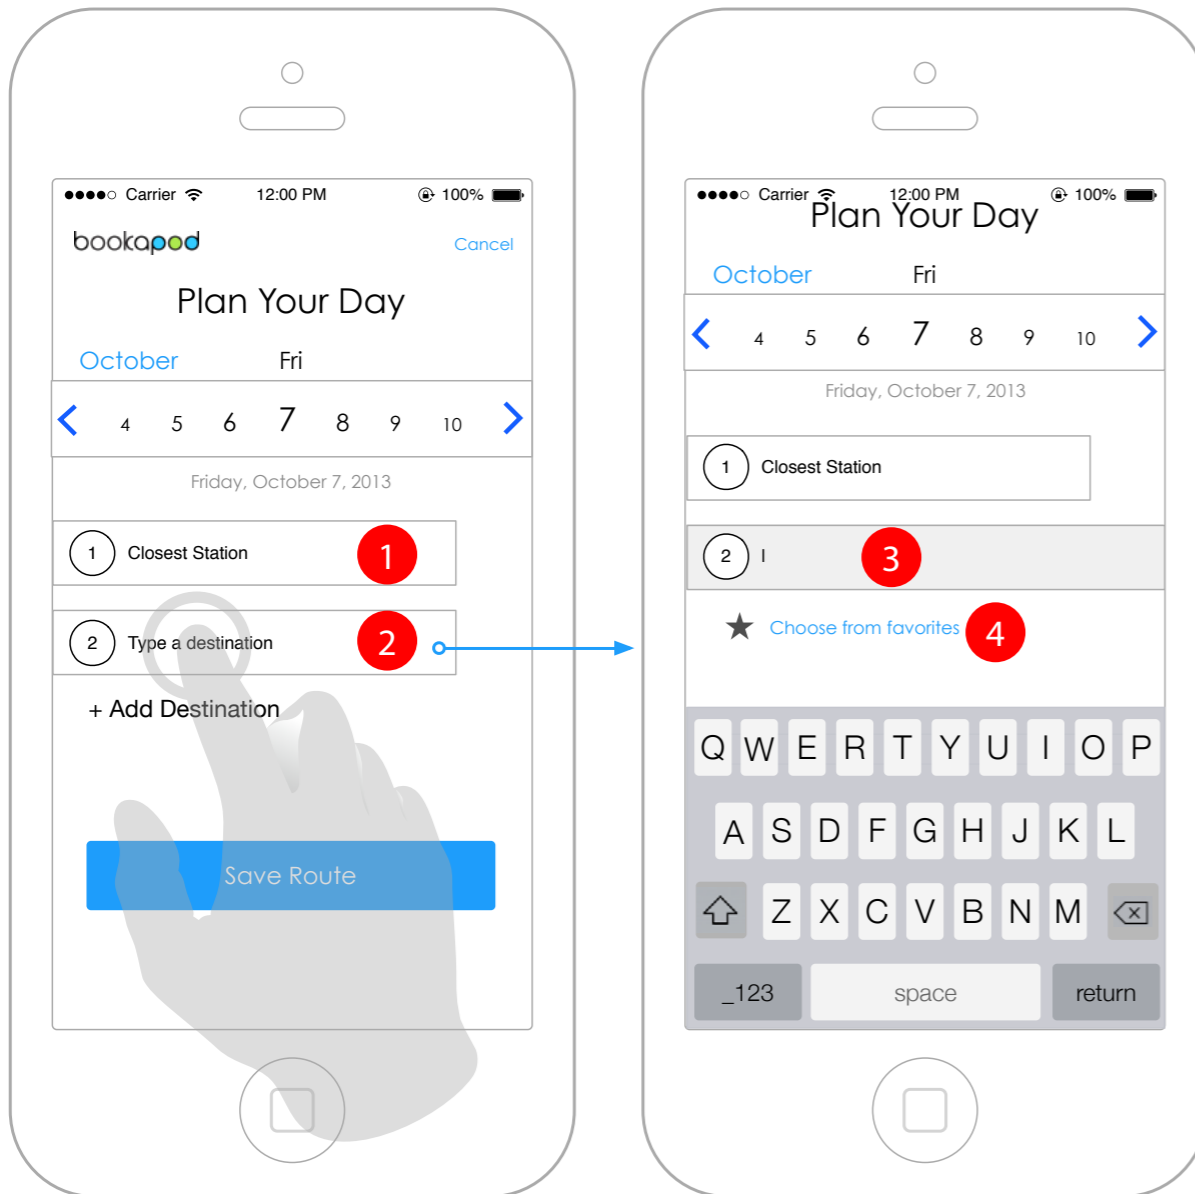 Carrier 12:00 PM 100%
bookapod Cancel
Plan Your Day
October Fri
4 5 6 7 8 9 10
Friday, October 7, 2013
1 Closest Station 1
2 Type a destination 2
+ Add Destination
Save Route
Carrier 12:00 PM 100%
Plan Your Day
October Fri
4 5 6 7 8 9 10
Friday, October 7, 2013
1 Closest Station
2 I 3
★ Choose from favorites 4
Q W E R T Y U I O P
A S D F G H J K L
Z X C V B N M
_123 space return